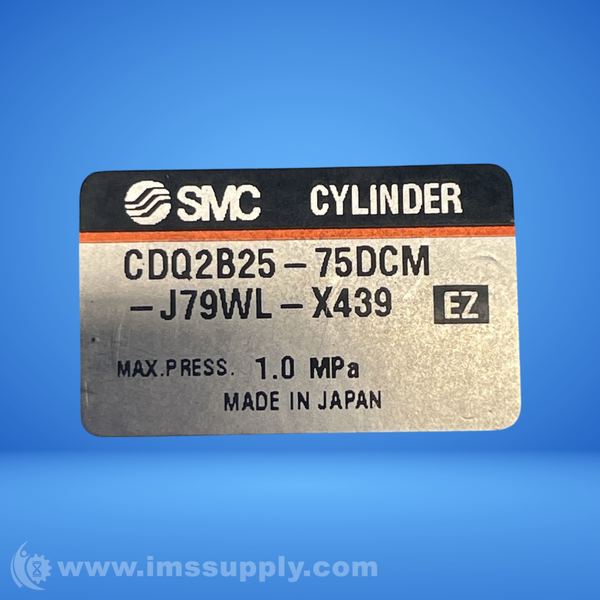 SMC CYLINDER
CDQ2B25-75DCM
-J79WL-X439 EZ
MAX.PRESS. 1.0 MPa
MADE IN JAPAN
www.imssupply.com